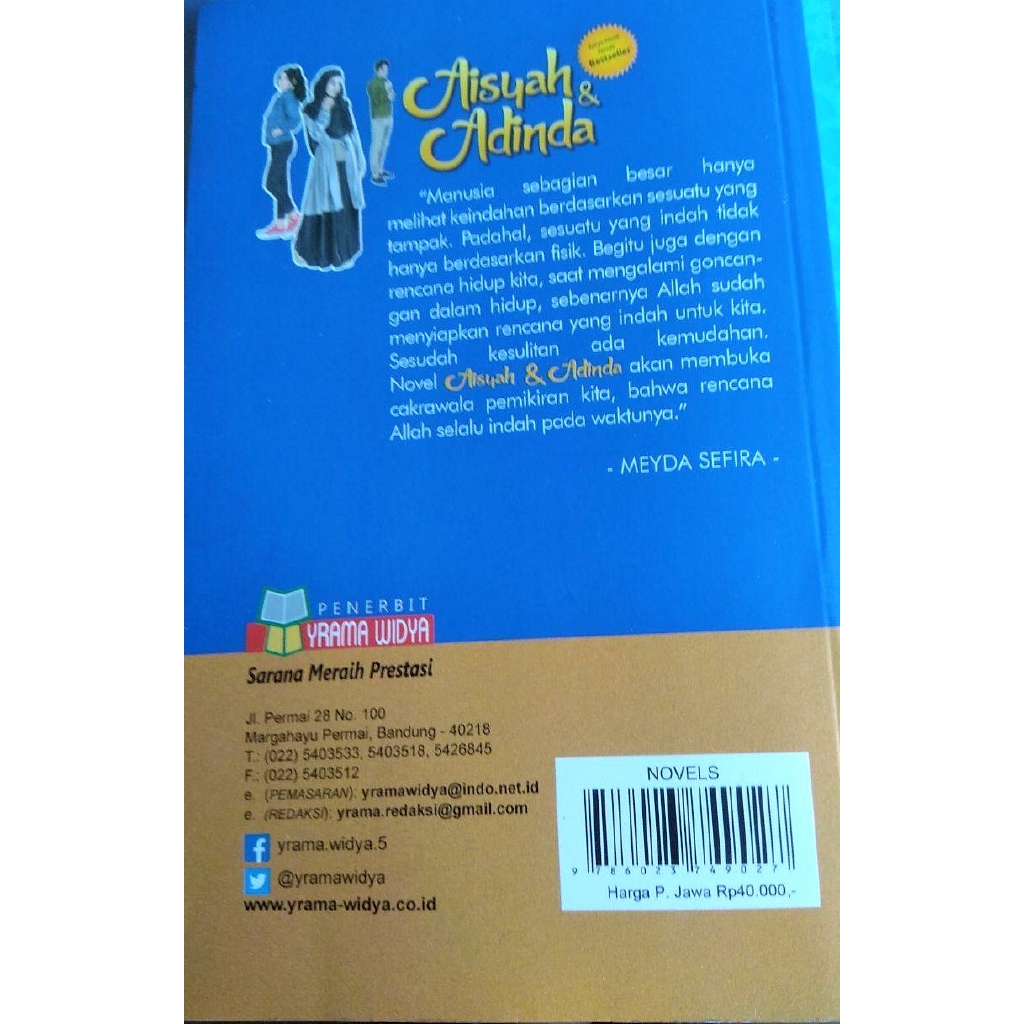 Bestseller
Aisyah
&
Adinda
"Manusia sebagian besar hanya
melihat keindahan berdasarkan sesuatu yang
tampak. Padahal, sesuatu yang indah tidak
hanya berdasarkan fisik. Begitu juga dengan
rencana hidup kita, saat mengalami goncan-
gan dalam hidup, sebenarnya Allah sudah
menyiapkan rencana yang indah untuk kita.
Sesudah kesulitan ada kemudahan.
Novel Aisyah & Adinda akan membuka
cakrawala pemikiran kita, bahwa rencana
Allah selalu indah pada waktunya."
- MEYDA SEFIRA -
PENERBIT
YRAMA WIDYA
Sarana Meraih Prestasi
Jl. Permai 28 No. 100
Margahayu Permai, Bandung - 40218
T.: (022) 5403533, 5403518, 5426845
F.: (022) 5403512
e. (PEMASARAN): yramawidya@indo.net.id
e. (REDAKSI): yrama.redaksi@gmail.com
yrama.widya.5
@yramawidya
www.yrama-widya.co.id
NOVELS
9 786023 749027
Harga P. Jawa Rp40.000,-